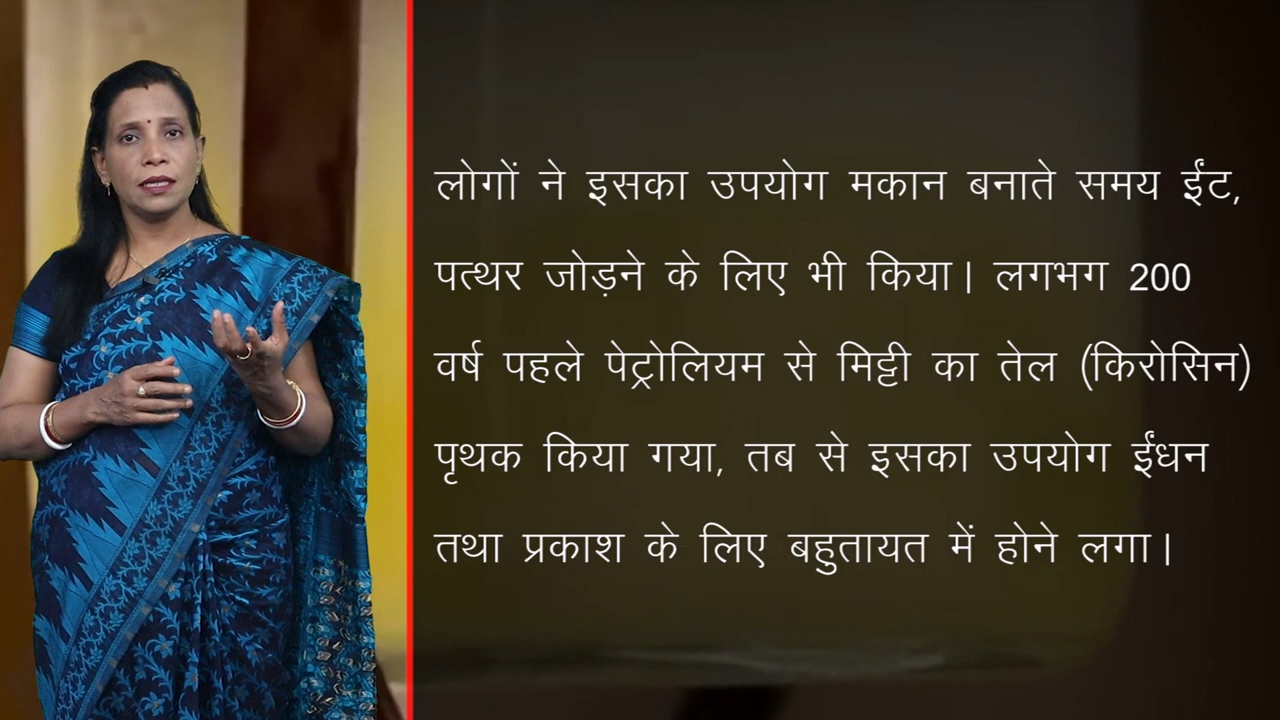 लोगों ने इसका उपयोग मकान बनाते समय ईंट,
पत्थर जोड़ने के लिए भी किया। लगभग 200
वर्ष पहले पेट्रोलियम से मिट्टी का तेल (किरोसिन)
पृथक किया गया, तब से इसका उपयोग ईंधन
तथा प्रकाश के लिए बहुतायत में होने लगा।